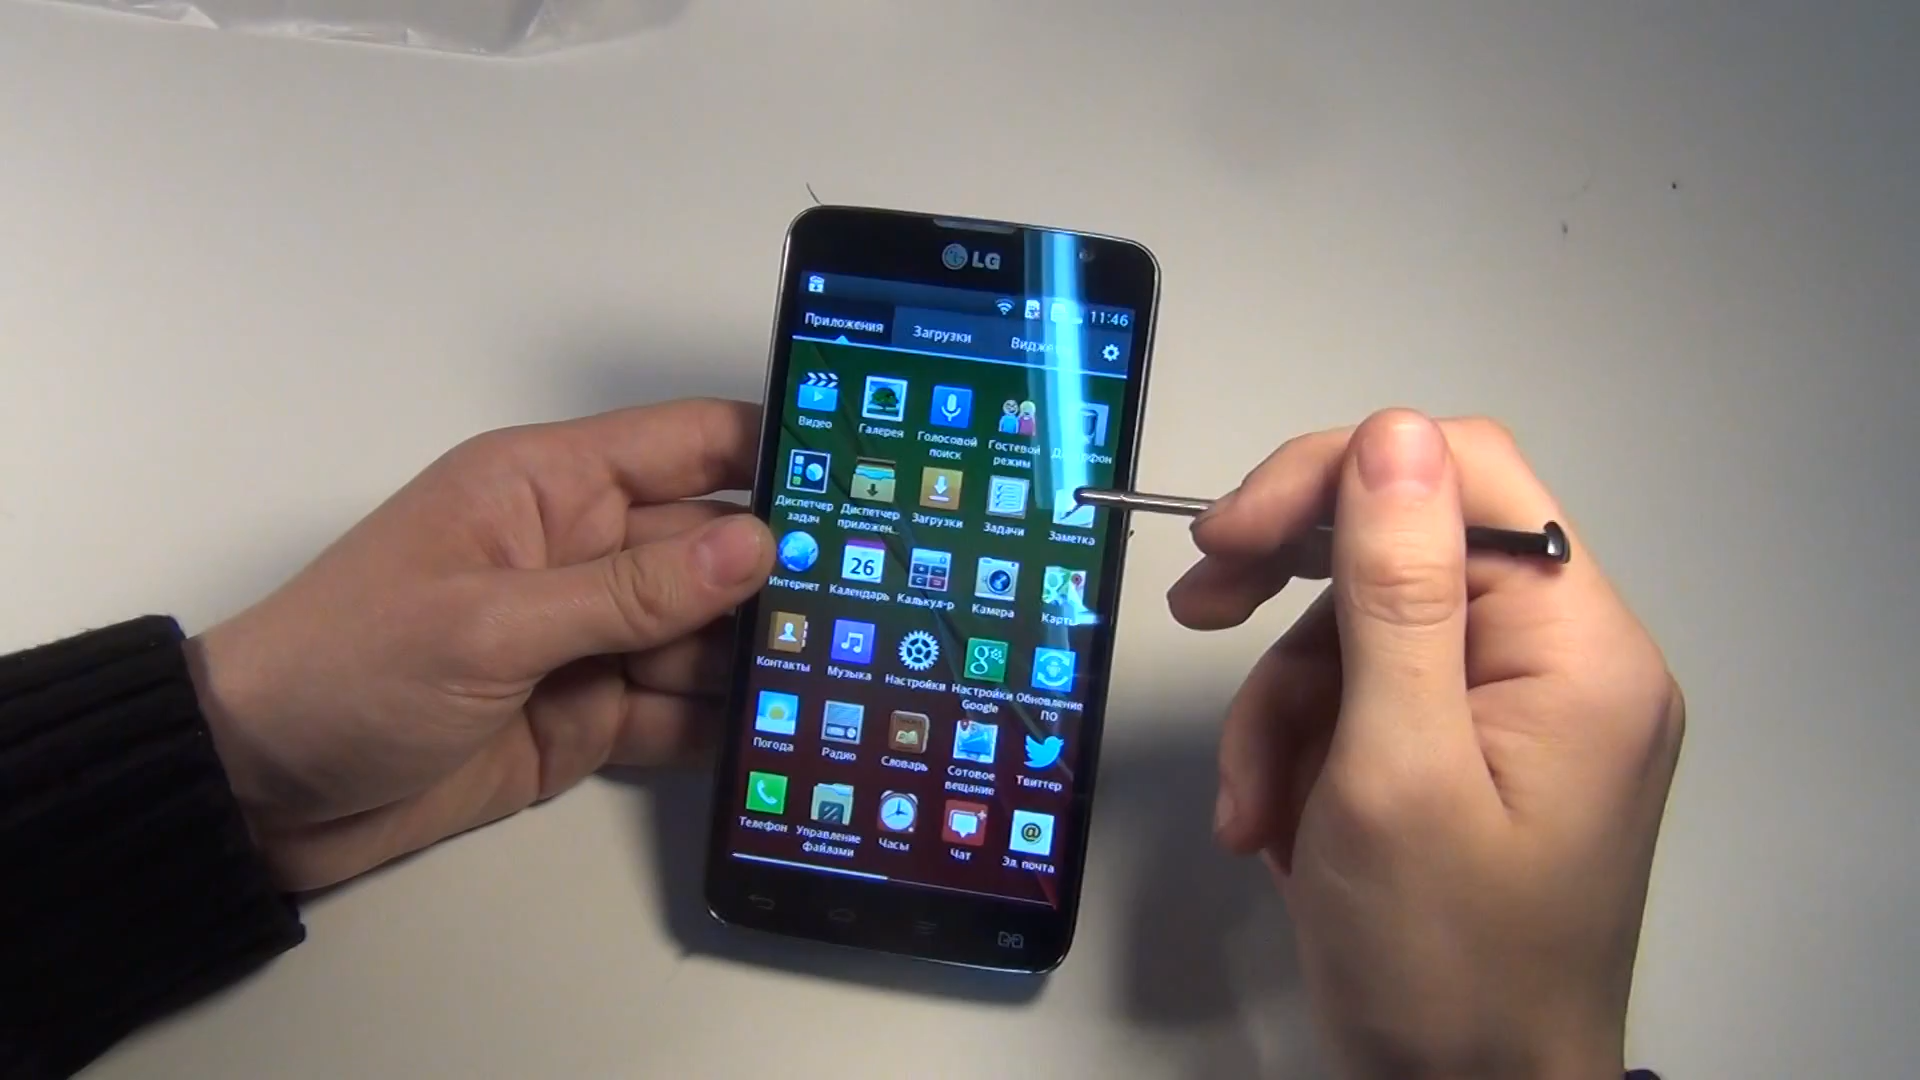 LG
11:46
Приложения
Загрузки
Видео
Галерея
Голосовой
поиск
Гостевой
режим
Диспетчер
задач
Диспетчер
приложен...
Загрузки
Задачи
Заметка
Интернет
26
Календарь
Калькул-р
Камера
Контакты
Музыка
Настройки
Настройки
Google
Обновление
ПО
Погода
Радио
Словарь
Сотовое
вещание
Твиттер
Телефон
Управление
файлами
Часы
Чат
Эл. почта